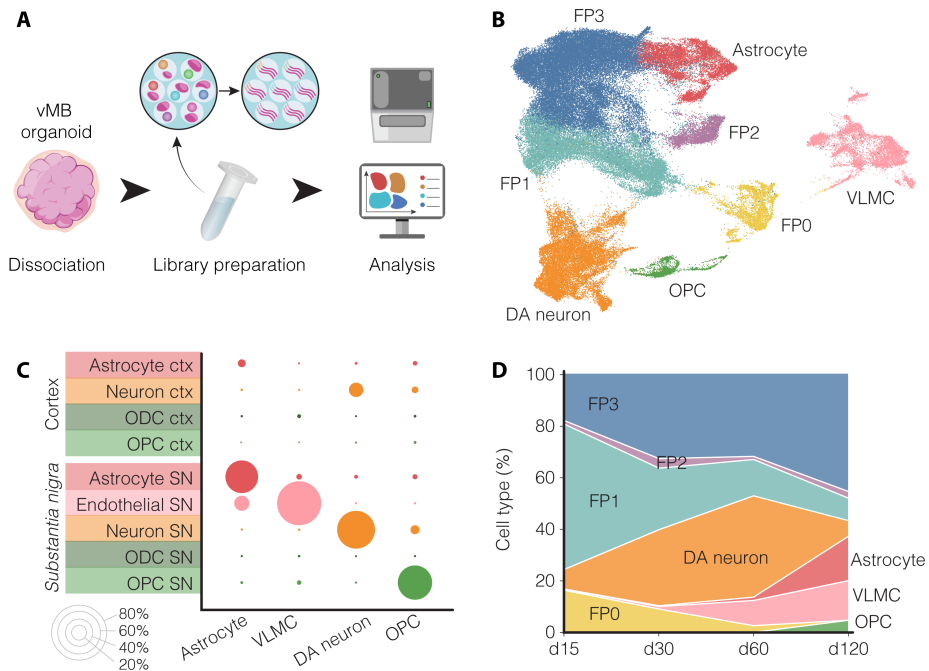 A
vMB
organoid
Dissociation
Library preparation
Analysis
B
FP3
Astrocyte
FP2
FP1
VLMC
FP0
OPC
DA neuron
C
Cortex
Astrocyte ctx
Neuron ctx
ODC ctx
OPC ctx
Substantia nigra
Astrocyte SN
Endothelial SN
Neuron SN
ODC SN
OPC SN
80%
60%
40%
20%
Astrocyte
VLMC
DA neuron
OPC
D
Cell type (%)
100
80
60
40
20
0
FP3
FP2
FP1
DA neuron
FP0
Astrocyte
VLMC
OPC
d15
d30
d60
d120